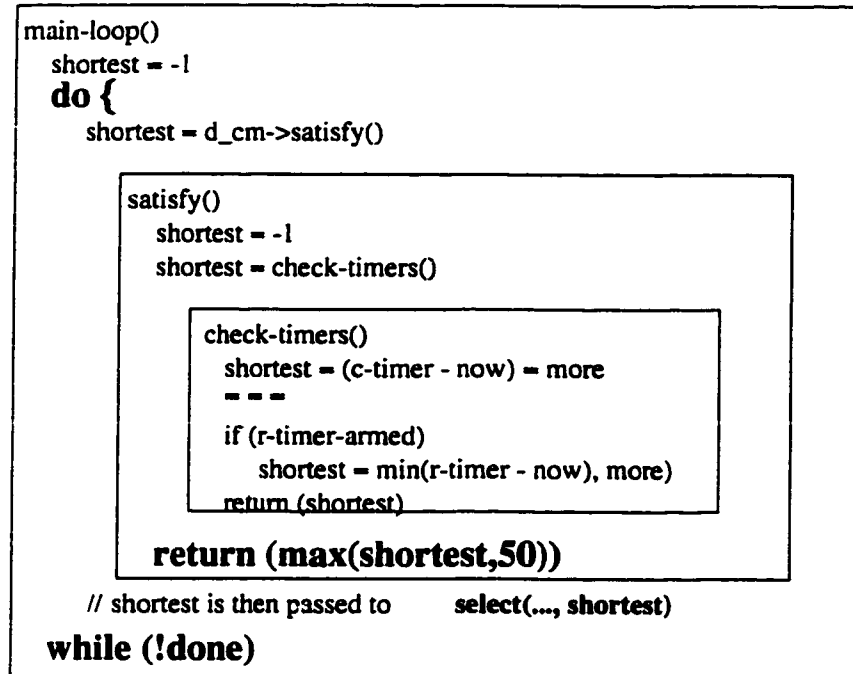 main-loop()
shortest = -1
do {
shortest = d_cm->satisfy()
satisfy()
shortest = -1
shortest = check-timers()
check-timers()
shortest = (c-timer - now) = more
- - -
if (r-timer-armed)
shortest = min(r-timer - now), more)
return (shortest)
return (max(shortest,50))
// shortest is then passed to select(..., shortest)
while (!done)